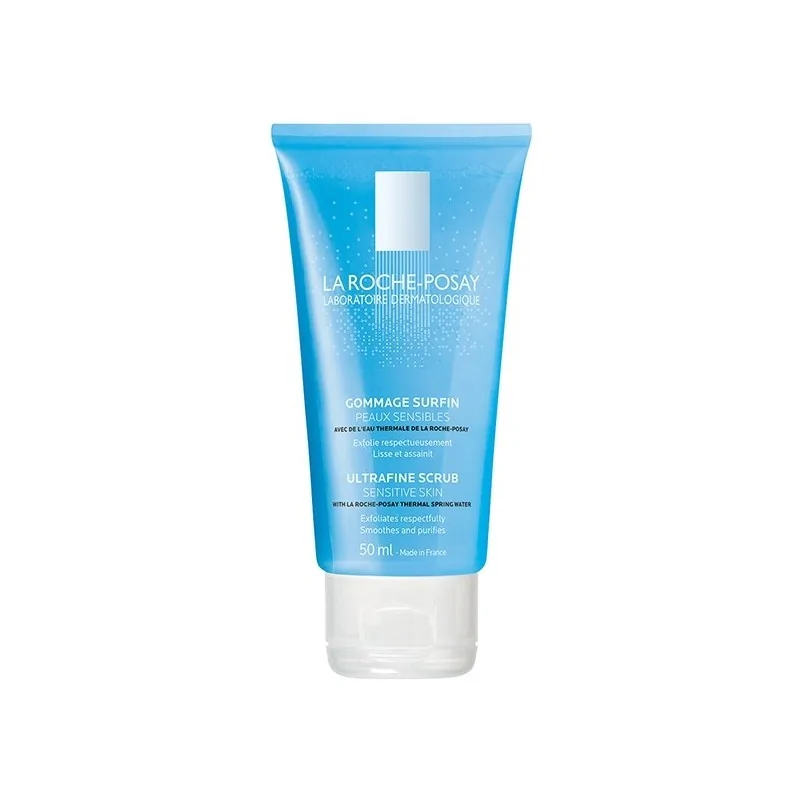 LA ROCHE-POSAY
LABORATOIRE DERMATOLOGIQUE
GOMMAGE SURFIN
PEAUX SENSIBLES
AVEC DE L'EAU THERMALE DE LA ROCHE-POSAY
Exfolie respectueusement
Lisse et assainit
ULTRAFINE SCRUB
SENSITIVE SKIN
WITH LA ROCHE-POSAY THERMAL SPRING WATER
Exfoliates respectfully
Smoothes and purifies
50 ml - Made in France